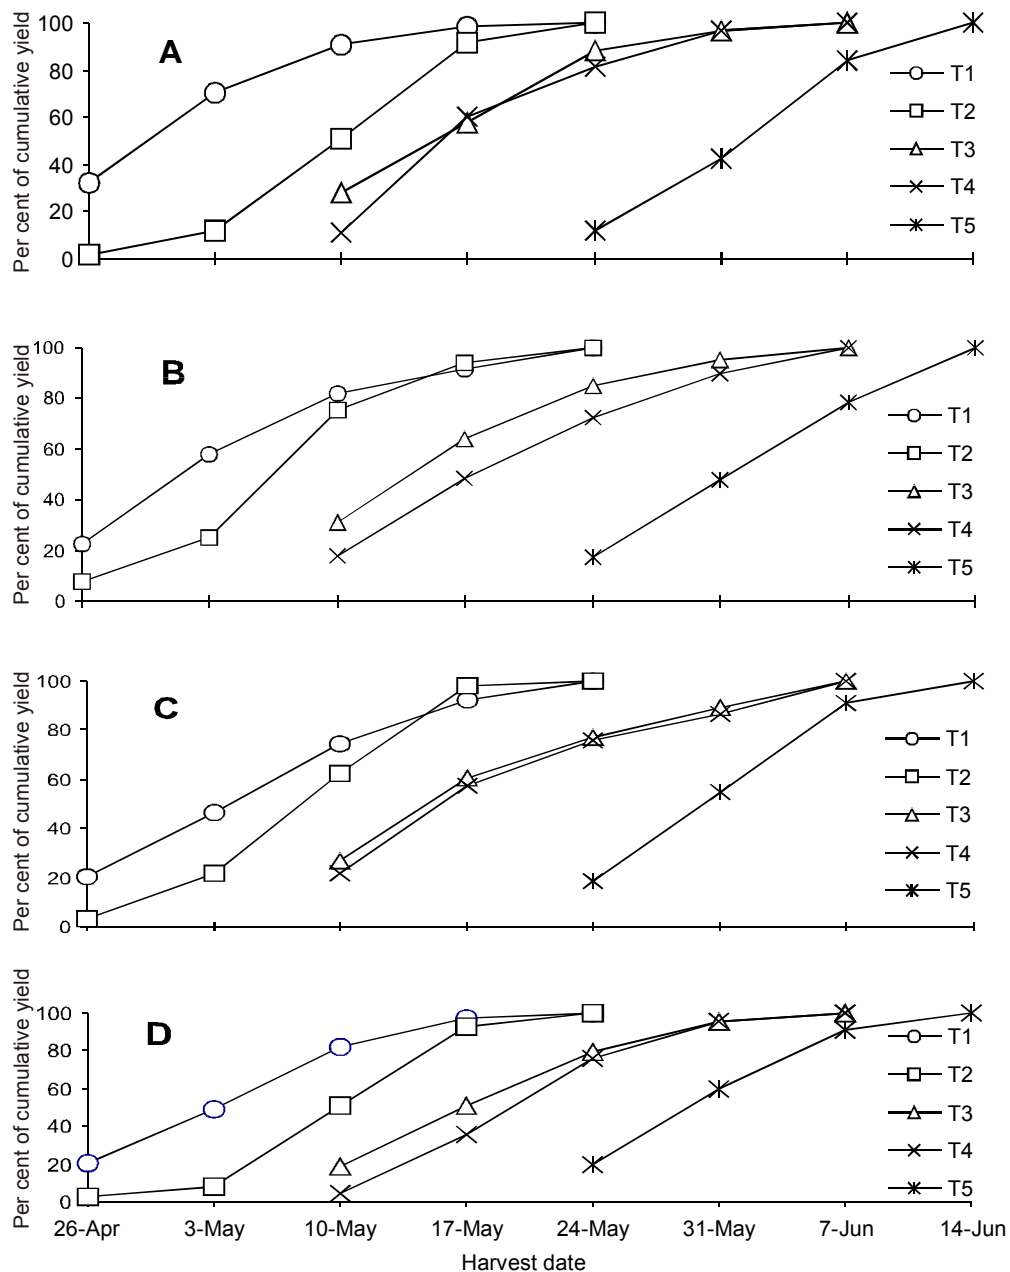 Per cent of cumulative yield
100
80
60
40
20
0
A
T1
T2
T3
T4
T5
Per cent of cumulative yield
100
80
60
40
20
0
B
T1
T2
T3
T4
T5
Per cent of cumulative yield
100
80
60
40
20
0
C
T1
T2
T3
T4
T5
Per cent of cumulative yield
100
80
60
40
20
0
D
T1
T2
T3
T4
T5
26-Apr 3-May 10-May 17-May 24-May 31-May 7-Jun 14-Jun
Harvest date